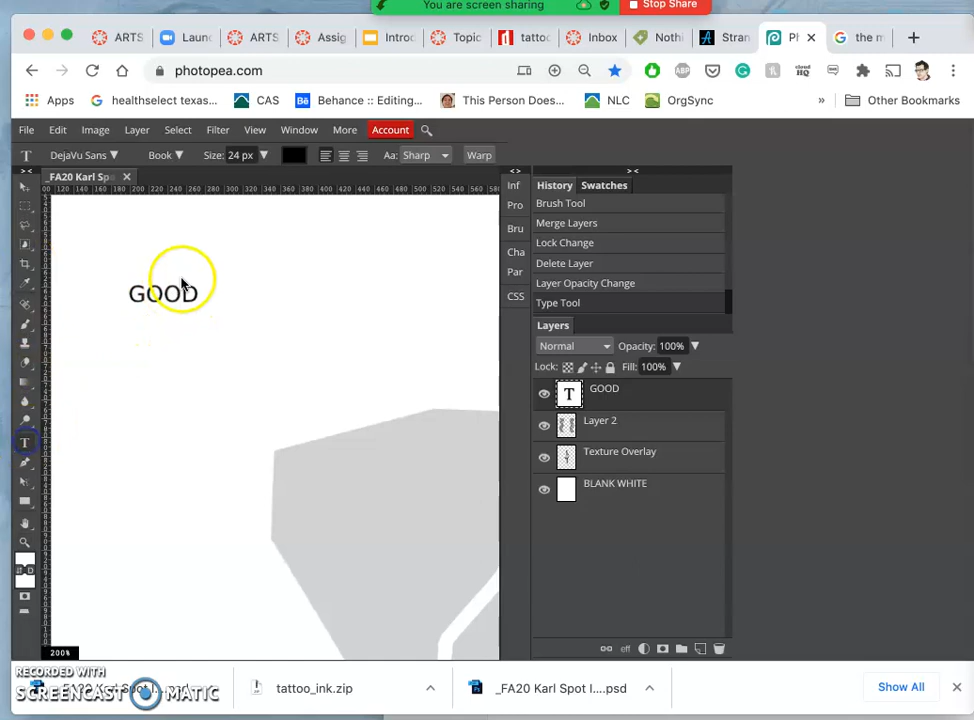 You are screen sharing Stop Share
ARTS Laun ARTS Assig Intro Topic tatto Inbox Nothi Stran Ph the m
photopea.com
Apps healthselect texas... CAS Behance :: Editing... This Person Does... NLC OrgSync » Other Bookmarks
File Edit Image Layer Select Filter View Window More Account
DejaVu Sans Book Size: 24 px Aa: Sharp Warp
_FA20 Karl Spo
History Swatches
Inf
Pro
Bru
Cha
Par
CSS
Brush Tool
Merge Layers
Lock Change
Delete Layer
Layer Opacity Change
Type Tool
GOOD
Layers
Normal Opacity: 100%
Lock: Fill: 100%
T GOOD
Layer 2
Texture Overlay
BLANK WHITE
eff
200%
RECORDED WITH
SCREENCAST MATIC
tattoo_ink.zip
_FA20 Karl Spot I....psd
Show All